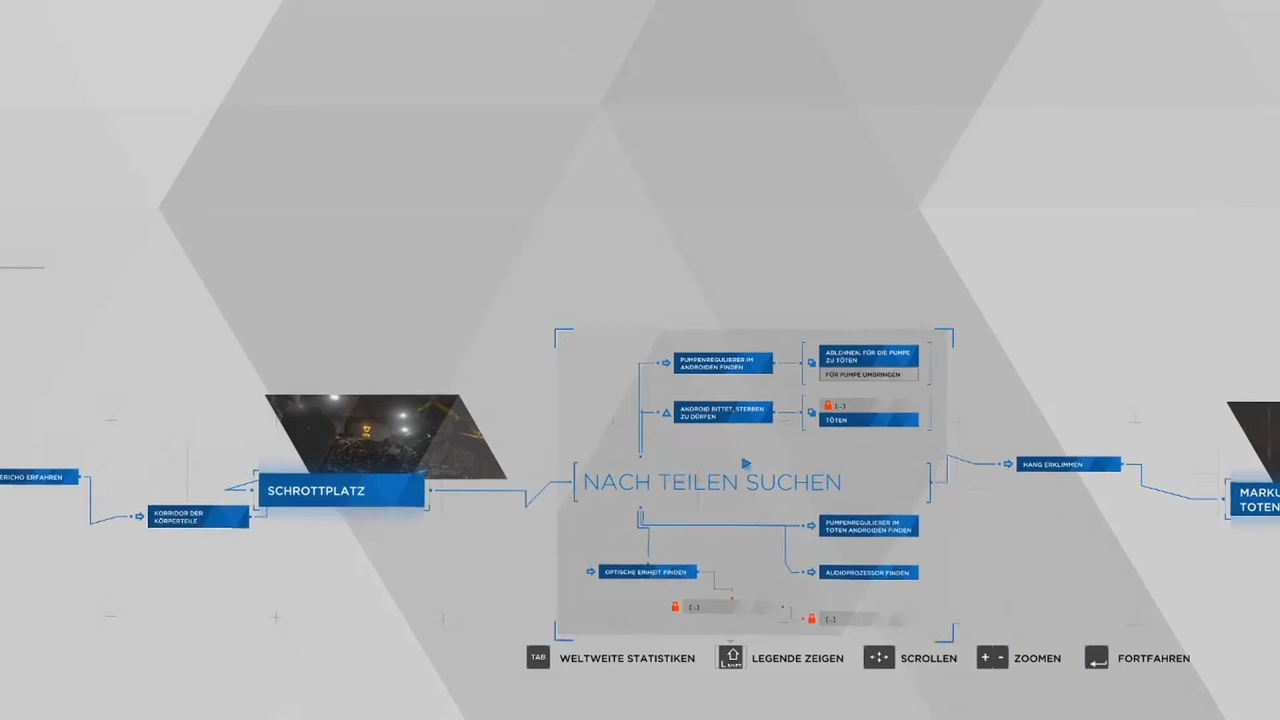 ERICHO ERFAHREN
KORRIDOR DER
KÖRPERTEILE
SCHROTTPLATZ
PUMPENREGULIERER IM
ANDROIDEN FINDEN
ABLEHNEN, FÜR DIE PUMPE
ZU TÖTEN
FÜR PUMPE UMBRINGEN
ANDROID BITTET, STERBEN
ZU DÜRFEN
[...]
TÖTEN
NACH TEILEN SUCHEN
PUMPENREGULIERER IM
TOTEN ANDROIDEN FINDEN
OPTISCHE EINHEIT FINDEN
AUDIOPROZESSOR FINDEN
[...]
[...]
HANG ERKLIMMEN
MARKU
TOTEN
TAB WELTWEITE STATISTIKEN
LEGENDE ZEIGEN
SCROLLEN
+ - ZOOMEN
FORTFAHREN